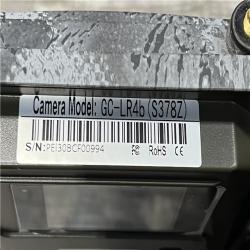 Camera Model: GC-LR4b (S378Z)
S/N:PEI30BCF00994
FC RoHS CE